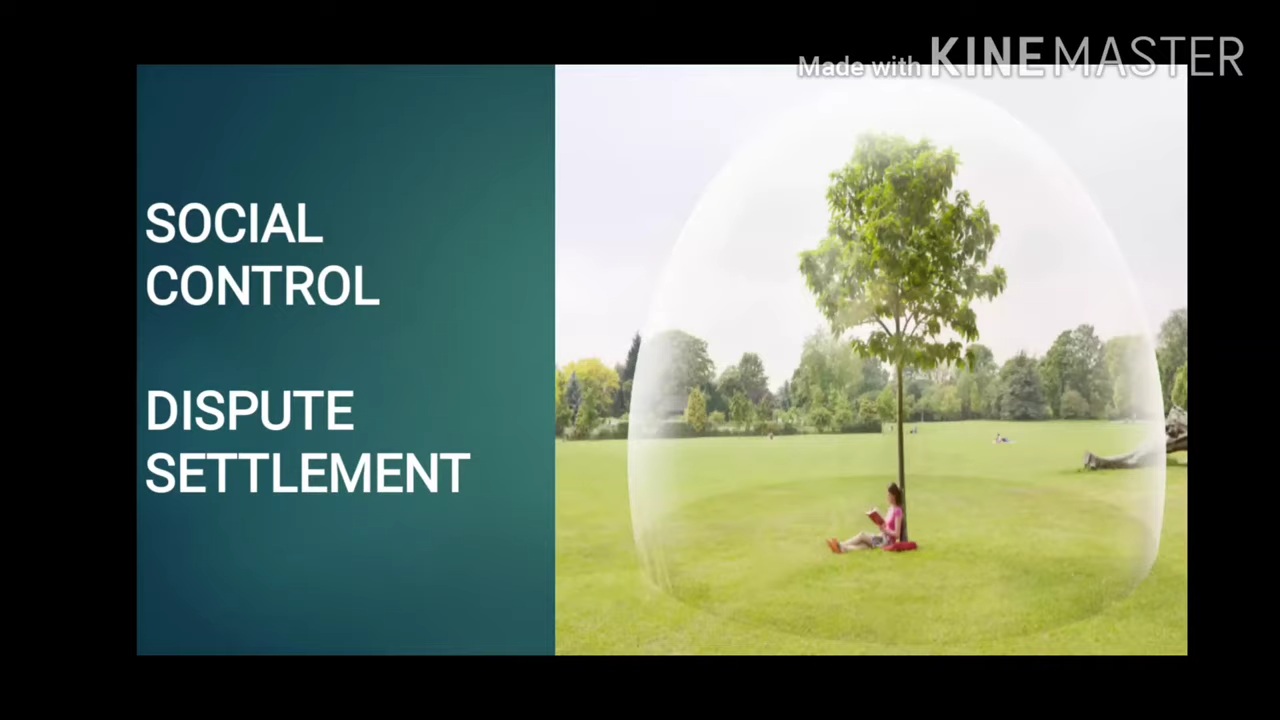 Made with KINEMASTER
SOCIAL
CONTROL
DISPUTE
SETTLEMENT